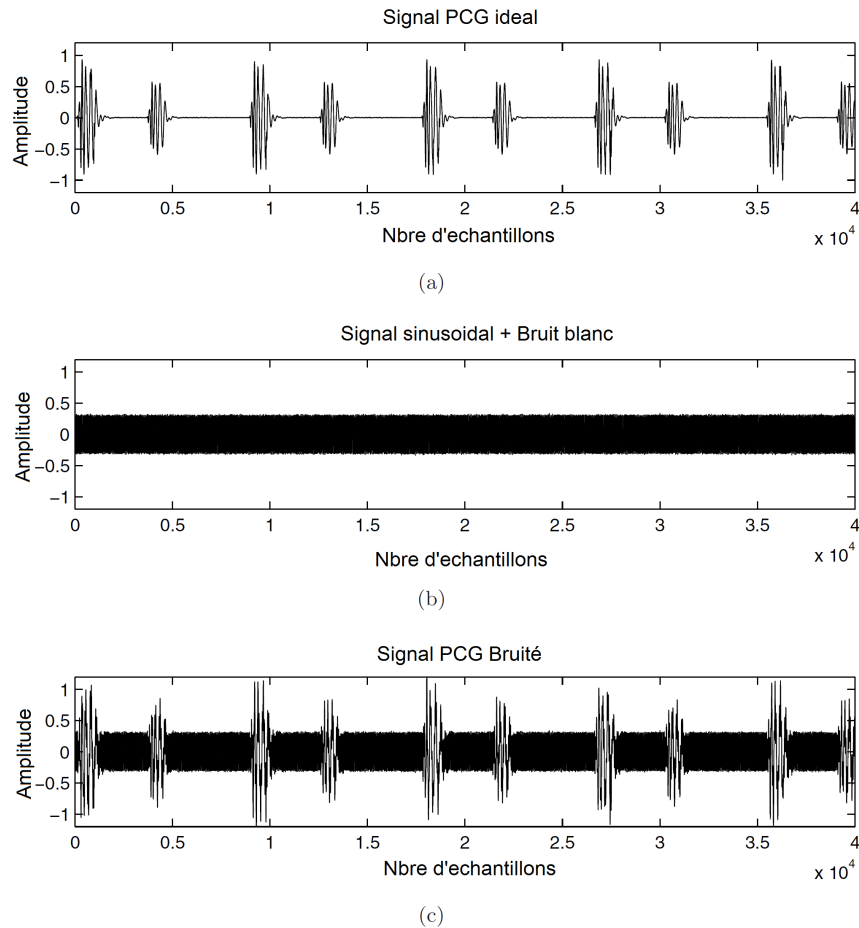 Signal PCG ideal
1
0.5
0
−0.5
−1
Amplitude
0 0.5 1 1.5 2 2.5 3 3.5 4
x 10^4
Nbre d'echantillons
(a)
Signal sinusoidal + Bruit blanc
1
0.5
0
−0.5
−1
Amplitude
0 0.5 1 1.5 2 2.5 3 3.5 4
x 10^4
Nbre d'echantillons
(b)
Signal PCG Bruité
1
0.5
0
−0.5
−1
Amplitude
0 0.5 1 1.5 2 2.5 3 3.5 4
x 10^4
Nbre d'echantillons
(c)